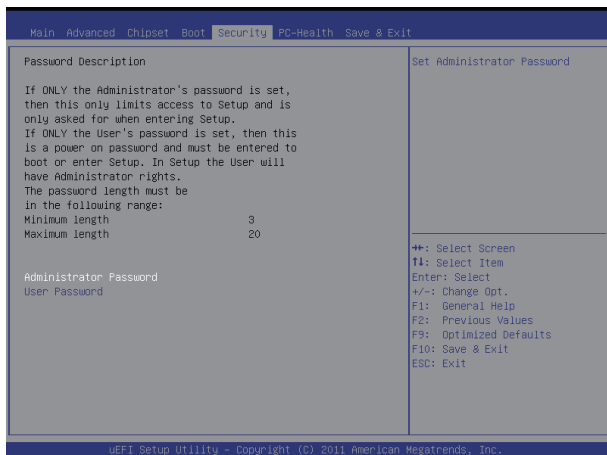 Main Advanced Chipset Boot Security PC-Health Save & Exit
Password Description
If ONLY the Administrator's password is set,
then this only limits access to Setup and is
only asked for when entering Setup.
If ONLY the User's password is set, then this
is a power on password and must be entered to
boot or enter Setup. In Setup the User will
have Administrator rights.
The password length must be
in the following range:
Minimum length 3
Maximum length 20
Administrator Password
User Password
Set Administrator Password
→←: Select Screen
↑↓: Select Item
Enter: Select
+/-: Change Opt.
F1: General Help
F2: Previous Values
F9: Optimized Defaults
F10: Save & Exit
ESC: Exit
uEFI Setup Utility - Copyright (C) 2011 American Megatrends, Inc.